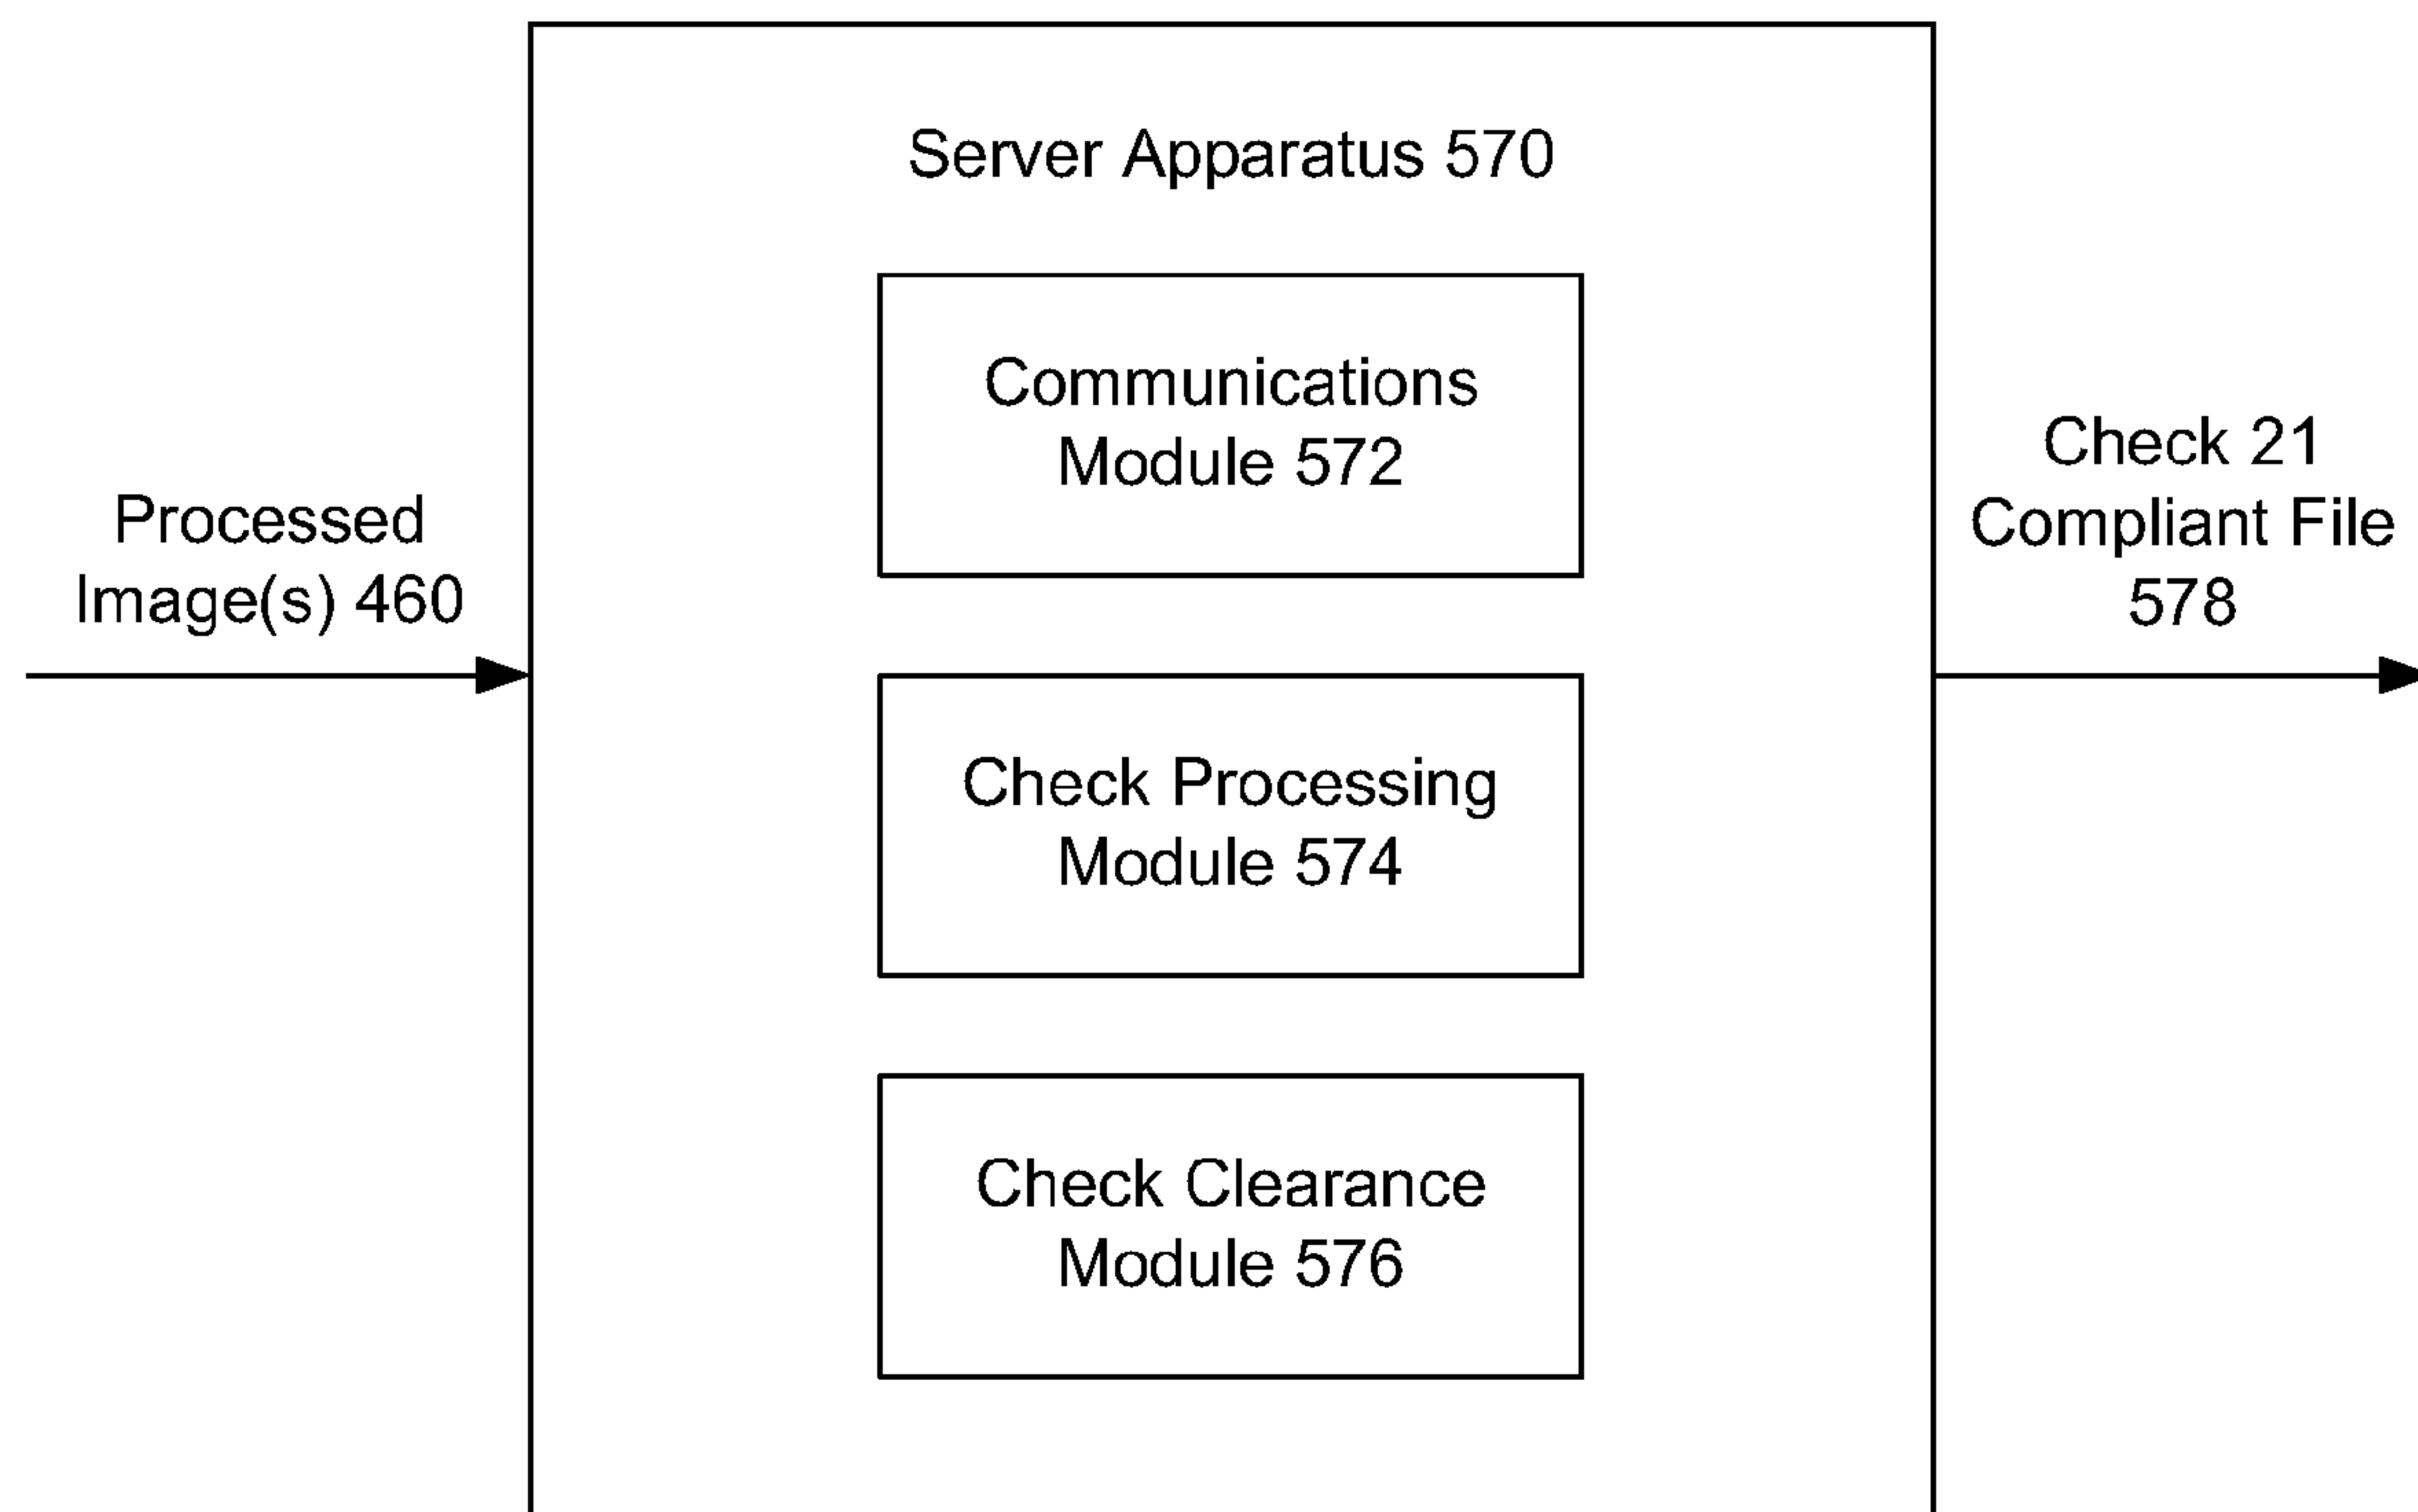 Server Apparatus 570
Communications
Module 572
Processed
Image(s) 460
Check 21
Compliant File
578
Check Processing
Module 574
Check Clearance
Module 576